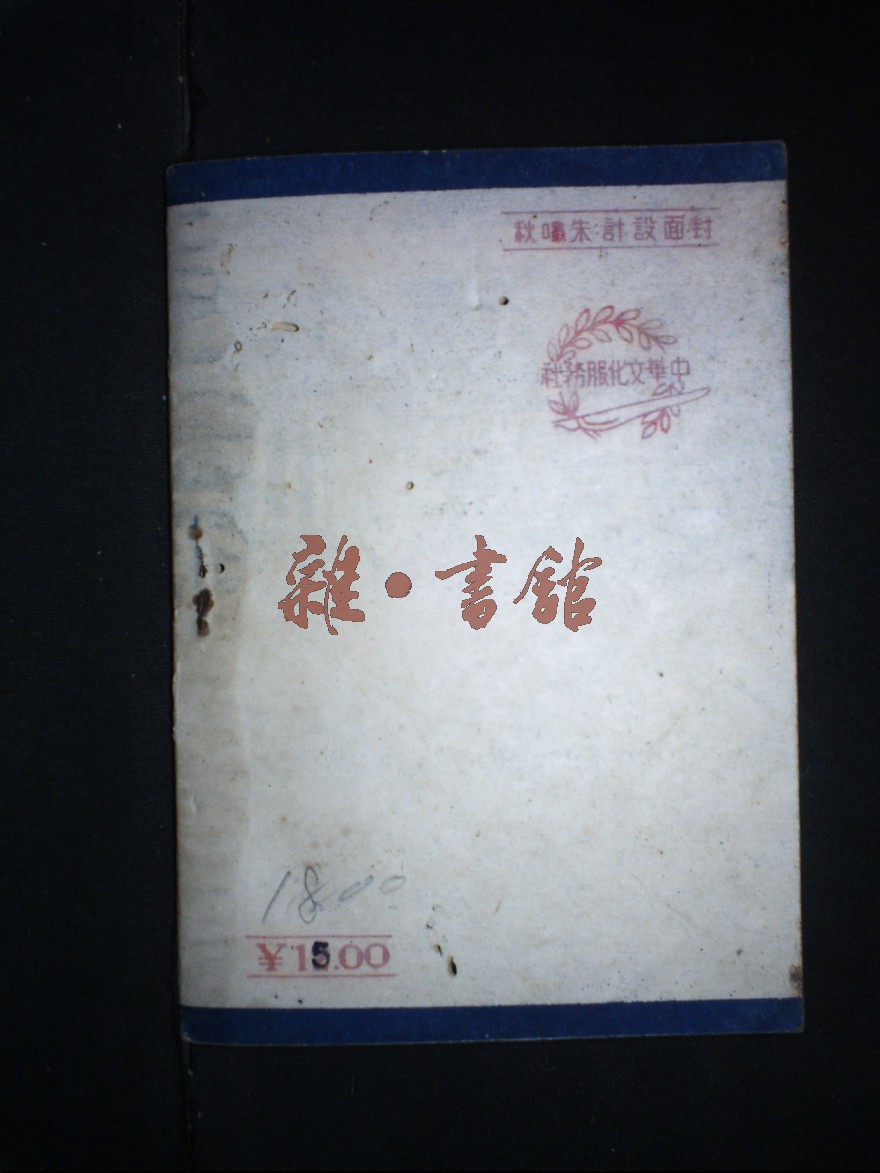 封面設計：朱嘯秋
中華文化服務社
雜·書館
18.00
¥15.00